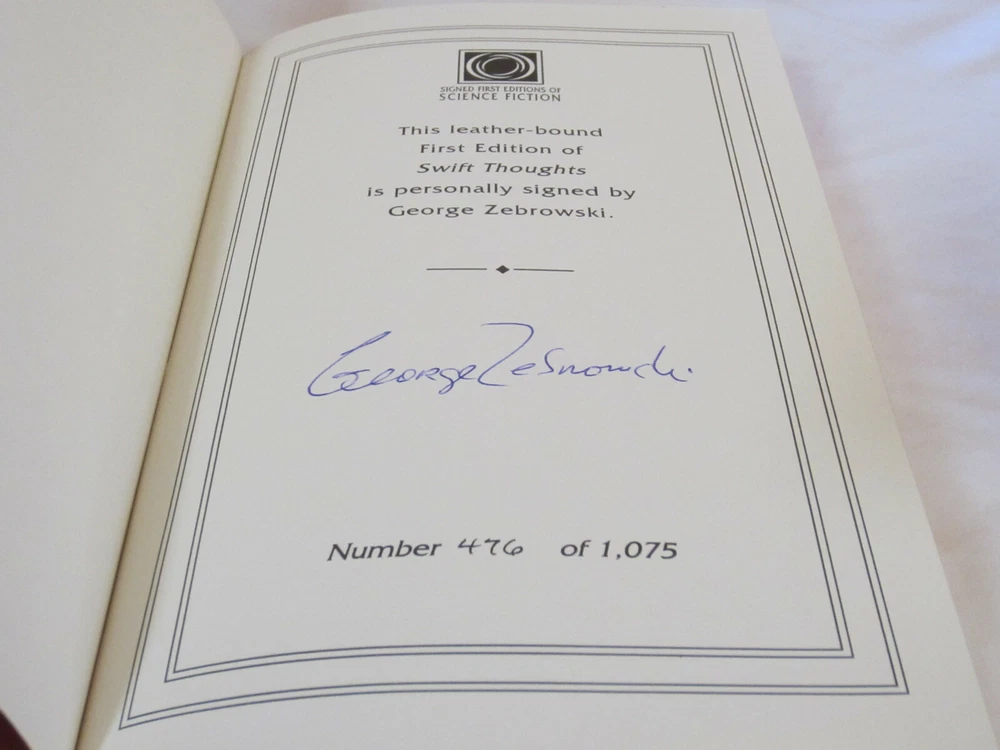 SIGNED FIRST EDITIONS OF
SCIENCE FICTION
This leather-bound
First Edition of
Swift Thoughts
is personally signed by
George Zebrowski.
George Zebrowski
Number 476 of 1,075